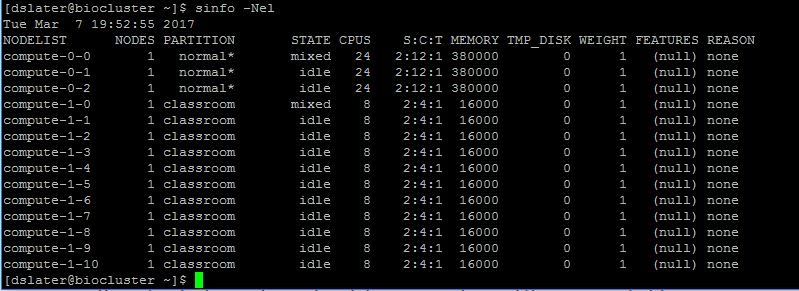 [dslater@biocluster ~]$ sinfo -Nel
Tue Mar  7 19:52:55 2017
NODELIST      NODES PARTITION       STATE CPUS    S:C:T MEMORY TMP_DISK WEIGHT FEATURES REASON
compute-0-0       1   normal*       mixed   24   2:12:1 380000        0      1   (null) none
compute-0-1       1   normal*        idle   24   2:12:1 380000        0      1   (null) none
compute-0-2       1   normal*        idle   24   2:12:1 380000        0      1   (null) none
compute-1-0       1 classroom       mixed    8    2:4:1  16000        0      1   (null) none
compute-1-1       1 classroom        idle    8    2:4:1  16000        0      1   (null) none
compute-1-2       1 classroom        idle    8    2:4:1  16000        0      1   (null) none
compute-1-3       1 classroom        idle    8    2:4:1  16000        0      1   (null) none
compute-1-4       1 classroom        idle    8    2:4:1  16000        0      1   (null) none
compute-1-5       1 classroom        idle    8    2:4:1  16000        0      1   (null) none
compute-1-6       1 classroom        idle    8    2:4:1  16000        0      1   (null) none
compute-1-7       1 classroom        idle    8    2:4:1  16000        0      1   (null) none
compute-1-8       1 classroom        idle    8    2:4:1  16000        0      1   (null) none
compute-1-9       1 classroom        idle    8    2:4:1  16000        0      1   (null) none
compute-1-10      1 classroom        idle    8    2:4:1  16000        0      1   (null) none
[dslater@biocluster ~]$